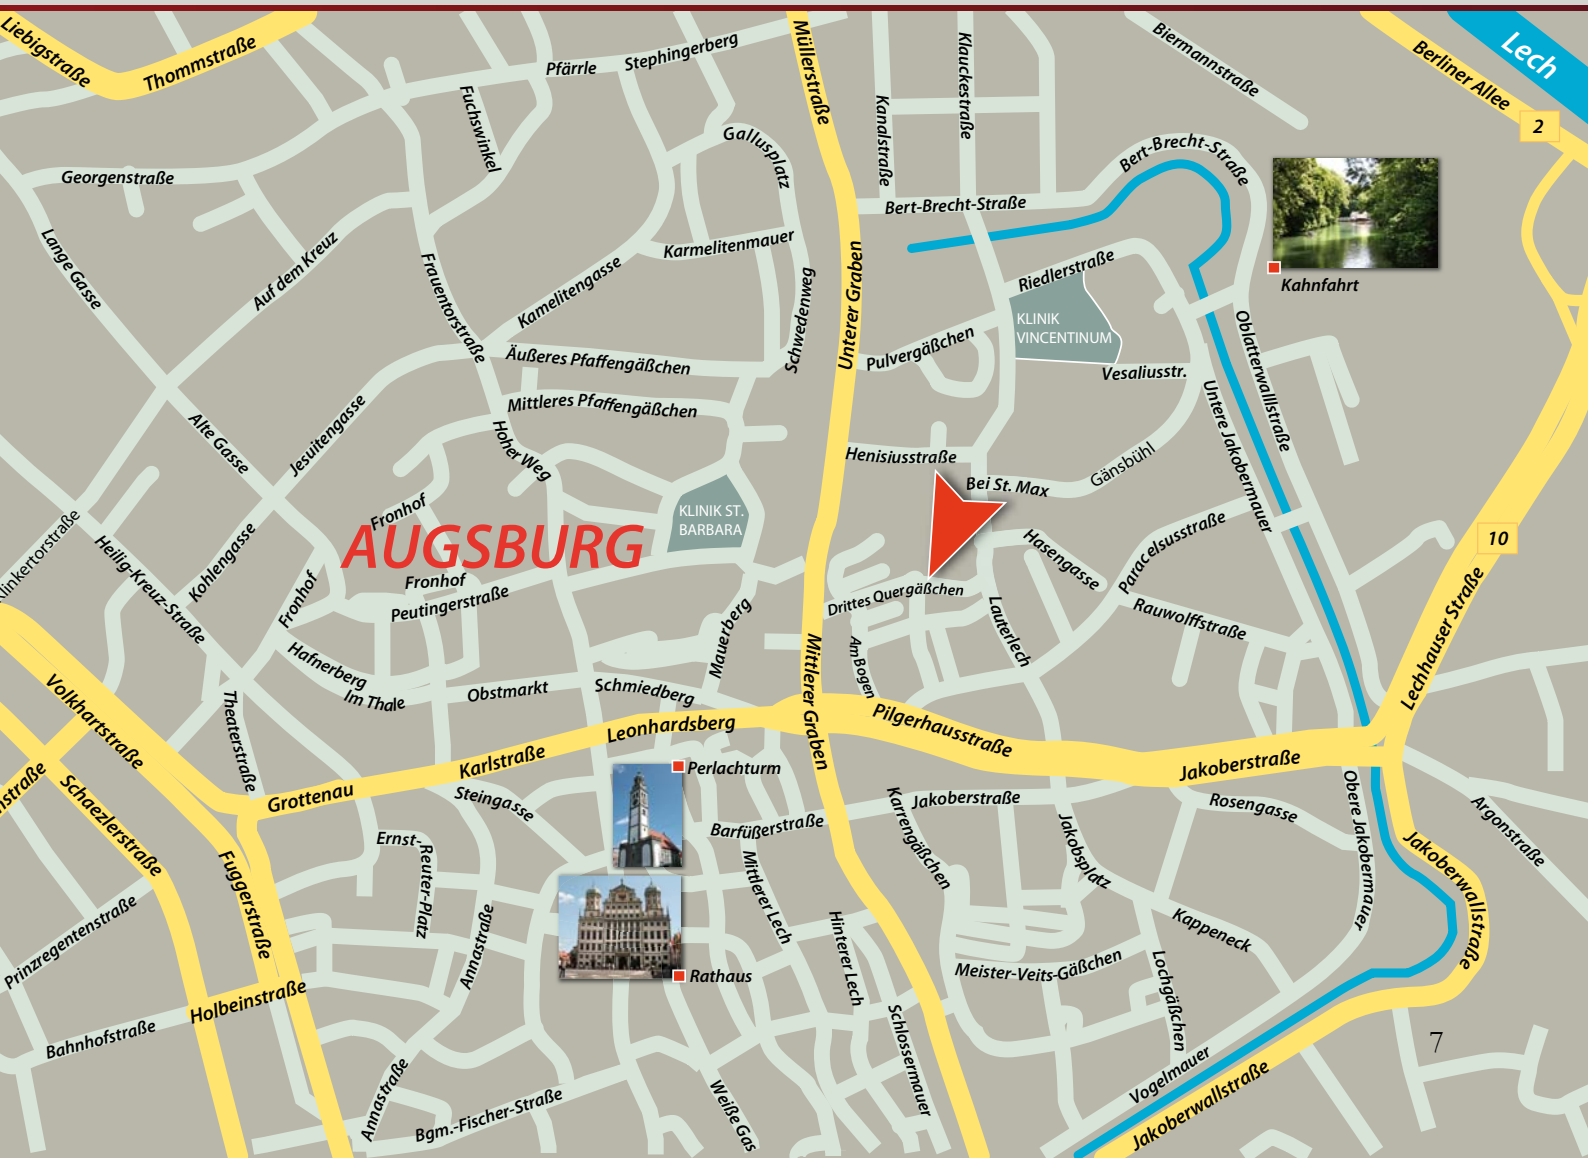 Liebigstraße
Thommstraße
Pfärrle
Stephingerberg
Müllerstraße
Klauckestraße
Kanalstraße
Biermannstraße
Berliner Allee
Lech
2
Fuchswinkel
Gallusplatz
Georgenstraße
Bert-Brecht-Straße
Bert-Brecht-Straße
Kahnfahrt
Lange Gasse
Auf dem Kreuz
Frauentorstraße
Karmelitenmauer
Kamelitengasse
Schwedenweg
Unterer Graben
Riedlerstraße
KLINIK
VINCENTINUM
Pulvergäßchen
Vesaliusstr.
Oblatterwallstraße
Untere Jakobermauer
Äußeres Pfaffengäßchen
Mittleres Pfaffengäßchen
Alte Gasse
Jesuitengasse
Hoher Weg
Henisiusstraße
Bei St. Max
Gänsbühl
KLINIK ST.
BARBARA
Fronhof
AUGSBURG
Fronhof
Peutingerstraße
Fronhof
Klinkertorstraße
Heilig-Kreuz-Straße
Kohlengasse
Hasengasse
Paracelsusstraße
10
Drittes Quergäßchen
Lauterlech
Rauwolffstraße
Lechhauser Straße
Mauerberg
Am Bogen
Mittlerer Graben
Hafnerberg
Im Thale
Obstmarkt
Schmiedberg
Volkhartstraße
Theaterstraße
Leonhardsberg
Pilgerhausstraße
Karlstraße
Jakoberstraße
Grottenau
Perlachturm
Steingasse
Schaezlerstraße
nstraße
Barfüßerstraße
Karrengäßchen
Jakoberstraße
Jakobsplatz
Rosengasse
Obere Jakobermauer
Argonstraße
Jakoberwallstraße
Ernst-Reuter-Platz
Fuggerstraße
Mittlerer Lech
Prinzregentenstraße
Annastraße
Hinterer Lech
Kappeneck
Meister-Veits-Gäßchen
Lochgäßchen
Rathaus
Holbeinstraße
Bahnhofstraße
Schlossermauer
7
Vogelmauer
Annastraße
Bgm.-Fischer-Straße
Weiße Gas
Jakoberwallstraße